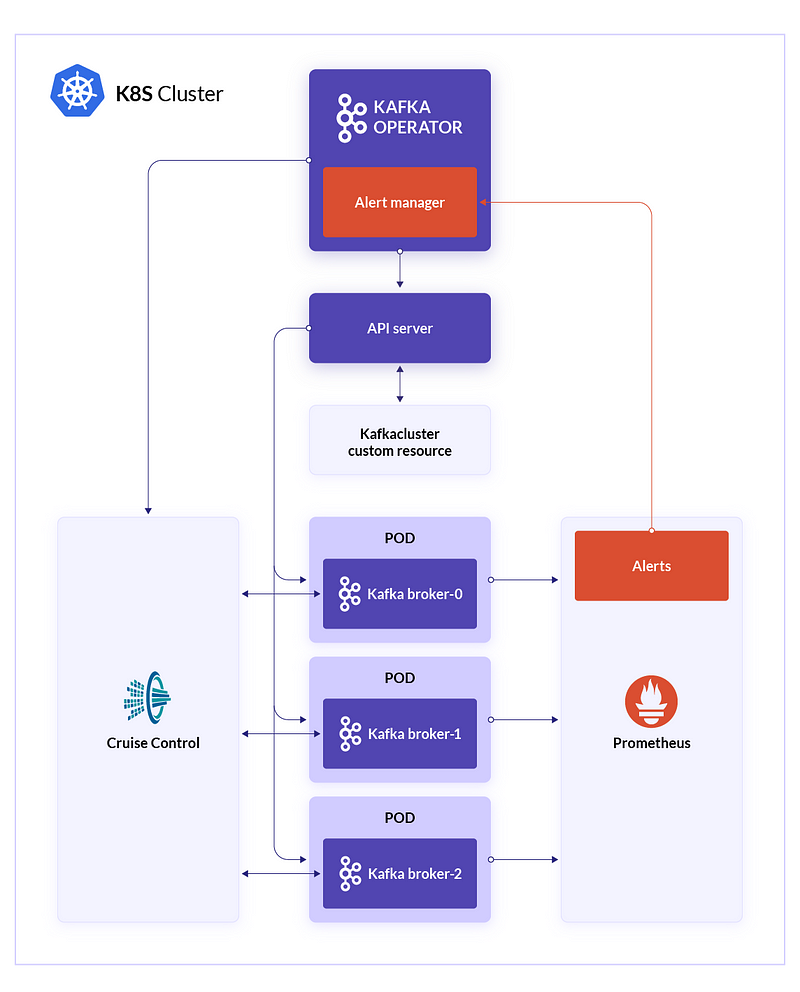 K8S Cluster
KAFKA
OPERATOR
Alert manager
API server
Kafkacluster
custom resource
POD
Kafka broker-0
Alerts
POD
Kafka broker-1
Cruise Control
Prometheus
POD
Kafka broker-2